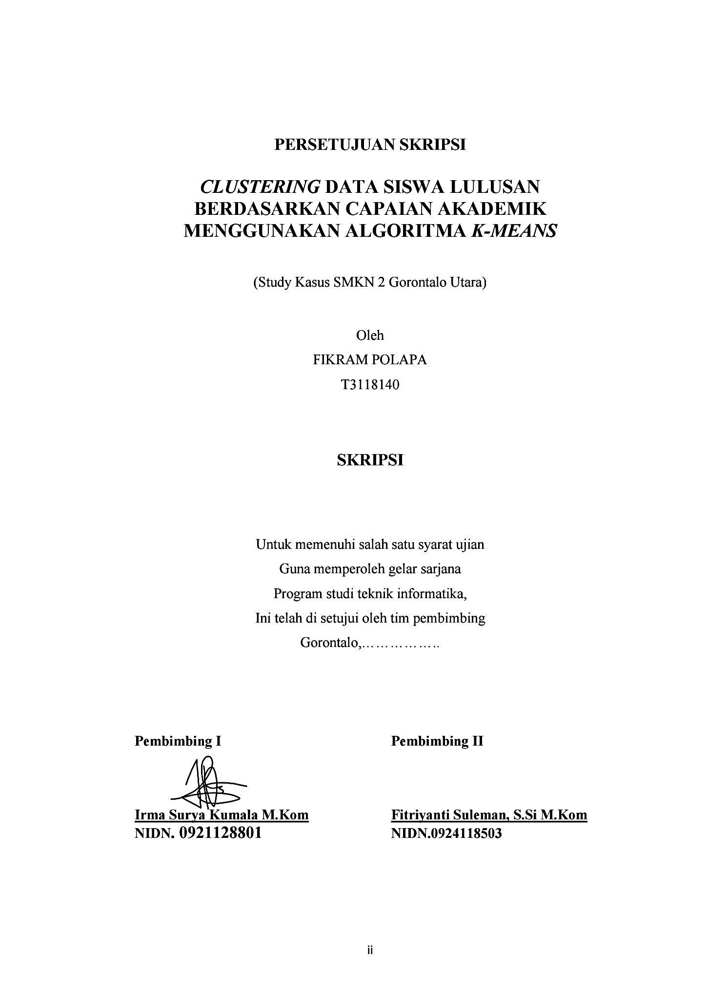 PERSETUJUAN SKRIPSI
CLUSTERING DATA SISWA LULUSAN
BERDASARKAN CAPAIAN AKADEMIK
MENGGUNAKAN ALGORITMA K-MEANS
(Study Kasus SMKN 2 Gorontalo Utara)
Oleh
FIKRAM POLAPA
T3118140
SKRIPSI
Untuk memenuhi salah satu syarat ujian
Guna memperoleh gelar sarjana
Program studi teknik informatika,
Ini telah di setujui oleh tim pembimbing
Gorontalo,……………..
Pembimbing I Pembimbing II
Irma Surya Kumala M.Kom Fitriyanti Suleman, S.Si M.Kom
NIDN. 0921128801 NIDN.0924118503
ii